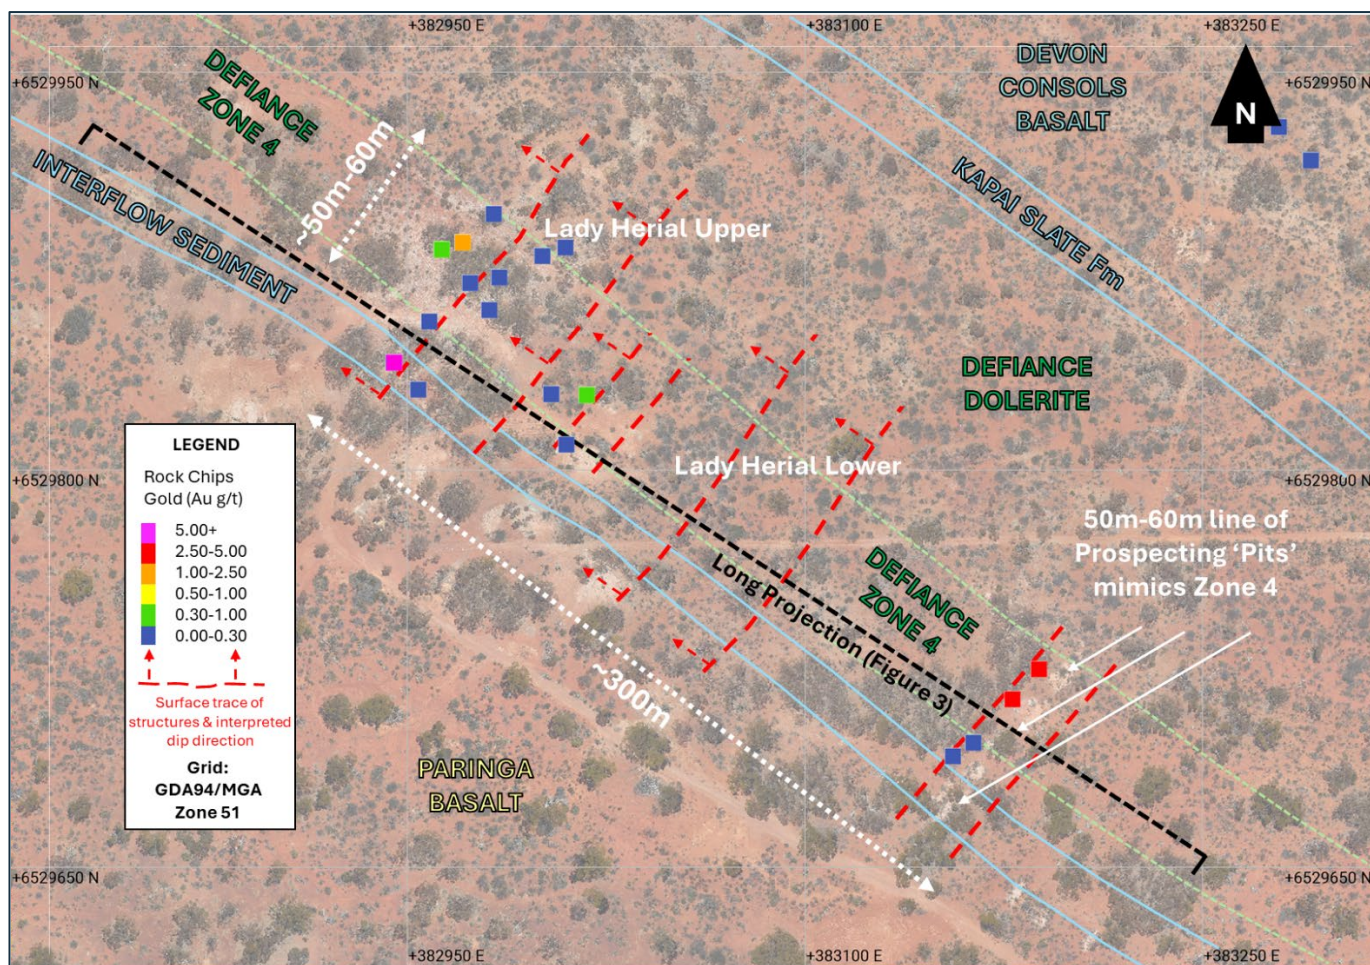 +382950 E
+383100 E
+383250 E
+6529950 N
+6529950 N
DEFIANCE
ZONE 4
DEVON
CONSOLS
BASALT
N
INTERFLOW SEDIMENT
~50m-60m
KAPAI SLATE Fm
Lady Herial Upper
DEFIANCE
DOLERITE
LEGEND
Rock Chips
Gold (Au g/t)
5.00+
2.50-5.00
1.00-2.50
0.50-1.00
0.30-1.00
0.00-0.30
Surface trace of
structures & interpreted
dip direction
Grid:
GDA94/MGA
Zone 51
+6529800 N
+6529800 N
Lady Herial Lower
50m-60m line of
Prospecting ‘Pits’
mimics Zone 4
DEFIANCE
ZONE 4
Long Projection (Figure 3)
~300m
PARINGA
BASALT
+6529650 N
+6529650 N
+382950 E
+383100 E
+383250 E